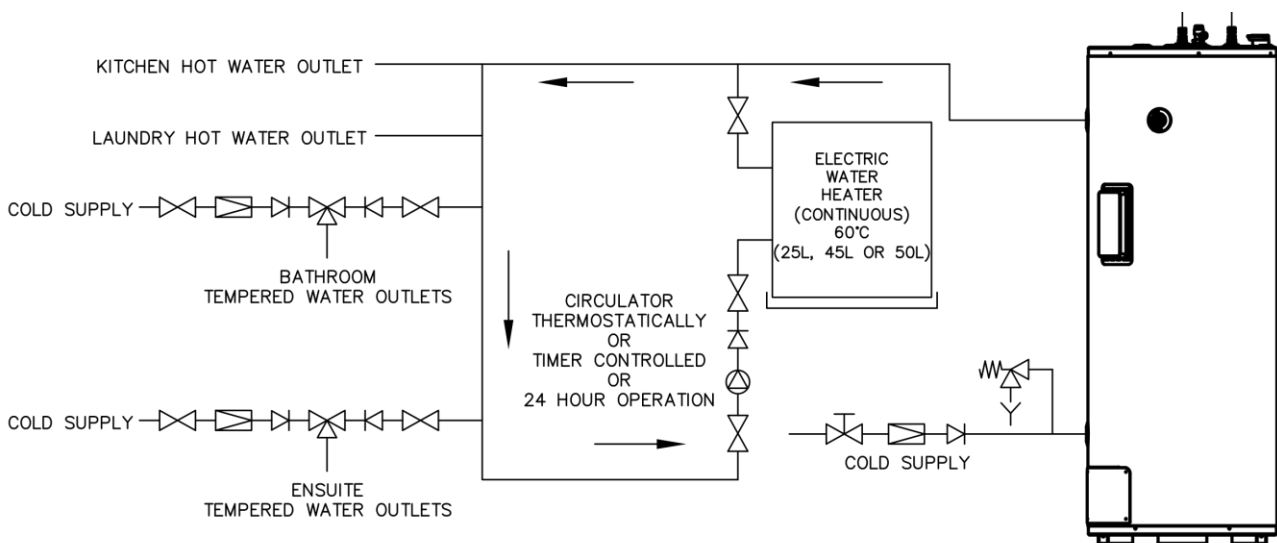 KITCHEN HOT WATER OUTLET
LAUNDRY HOT WATER OUTLET
COLD SUPPLY
BATHROOM
TEMPERED WATER OUTLETS
COLD SUPPLY
ENSUITE
TEMPERED WATER OUTLETS
CIRCULATOR
THERMOSTATICALLY
OR
TIMER CONTROLLED
OR
24 HOUR OPERATION
ELECTRIC
WATER
HEATER
(CONTINUOUS)
60°C
(25L, 45L OR 50L)
COLD SUPPLY